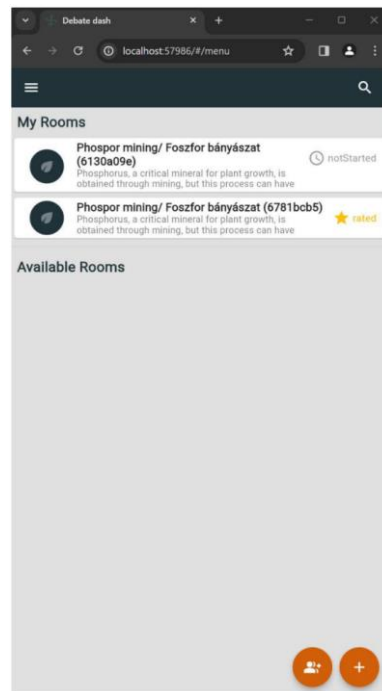 Debate dash
localhost:57986/#/menu
My Rooms
Phospor mining/ Foszfor bányászat
(6130a09e)
notStarted
Phosphorus, a critical mineral for plant growth, is
obtained through mining, but this process can have
Phospor mining/ Foszfor bányászat (6781bcb5)
rated
Phosphorus, a critical mineral for plant growth, is
obtained through mining, but this process can have
Available Rooms